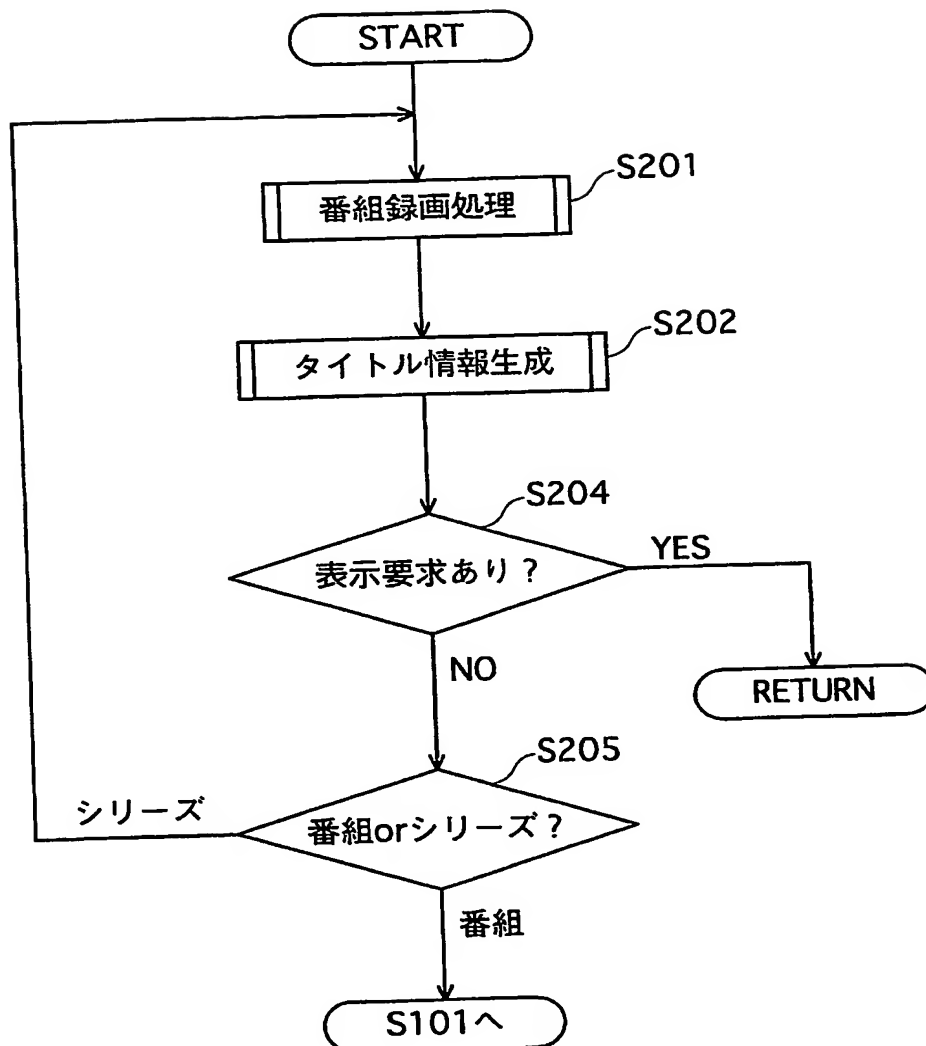 START
S201
番組録画処理
S202
タイトル情報生成
S204
表示要求あり?
YES
NO
RETURN
S205
シリーズ
番組orシリーズ?
番組
S101へ